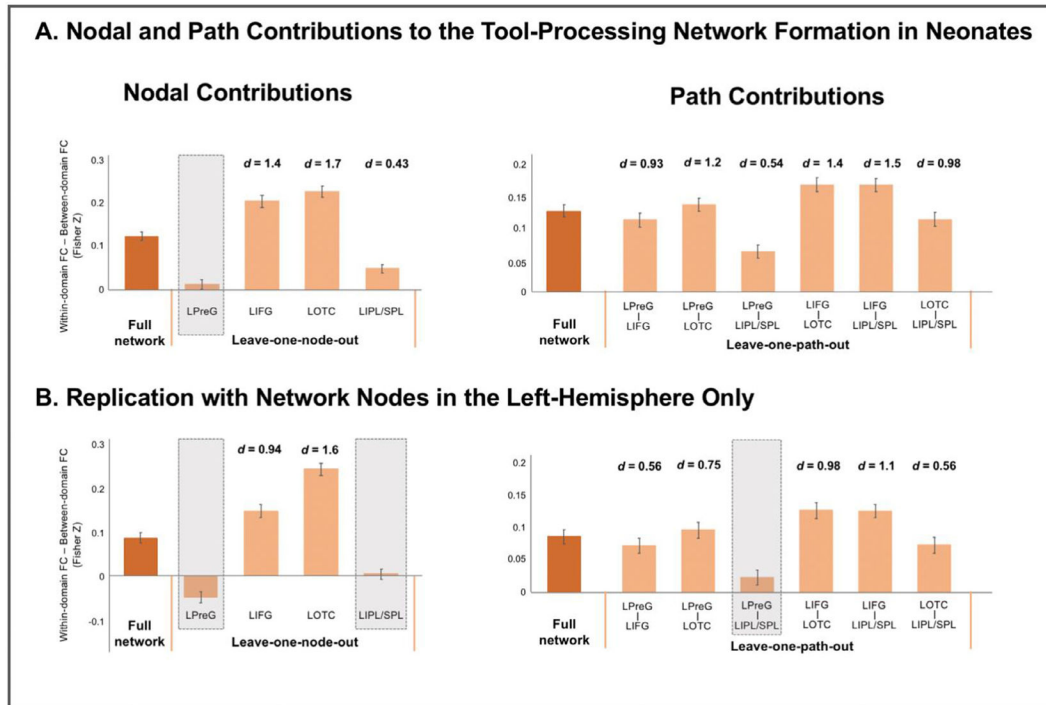 A. Nodal and Path Contributions to the Tool-Processing Network Formation in Neonates
Nodal Contributions
Within-domain FC – Between-domain FC
(Fisher Z)
0.3
0.2
0.1
0
d = 1.4
d = 1.7
d = 0.43
LPreG
LIFG
LOTC
LIPL/SPL
Full
network
Leave-one-node-out
Path Contributions
0.2
0.15
0.1
0.05
0
d = 0.93
d = 1.2
d = 0.54
d = 1.4
d = 1.5
d = 0.98
LPreG
LIFG
LPreG
LOTC
LPreG
LIPL/SPL
LIFG
LOTC
LIFG
LIPL/SPL
LOTC
LIPL/SPL
Full
network
Leave-one-path-out
B. Replication with Network Nodes in the Left-Hemisphere Only
Within-domain FC – Between-domain FC
(Fisher Z)
0.3
0.2
0.1
0
-0.1
d = 0.94
d = 1.6
LPreG
LIFG
LOTC
LIPL/SPL
Full
network
Leave-one-node-out
0.2
0.15
0.1
0.05
0
d = 0.56
d = 0.75
d = 0.98
d = 1.1
d = 0.56
LPreG
LIFG
LPreG
LOTC
LPreG
LIPL/SPL
LIFG
LOTC
LIFG
LIPL/SPL
LOTC
LIPL/SPL
Full
network
Leave-one-path-out